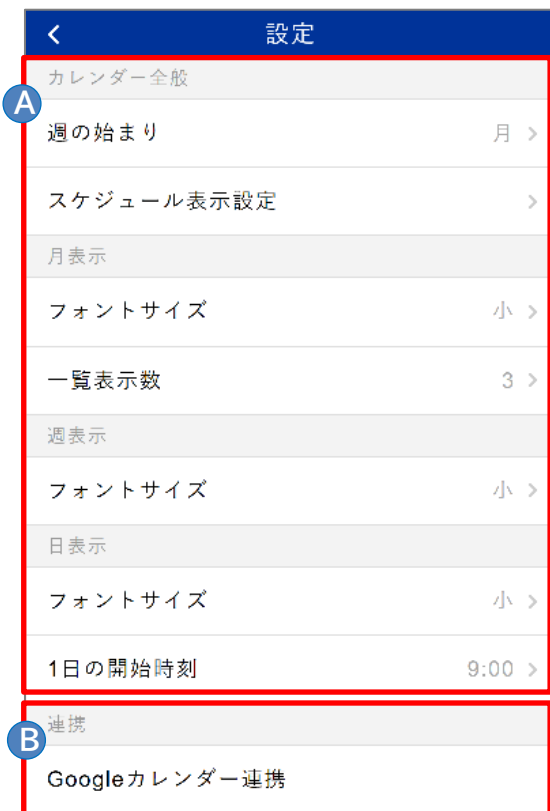 設定
カレンダー全般
A
週の始まり 月
スケジュール表示設定
月表示
フォントサイズ 小
一覧表示数 3
週表示
フォントサイズ 小
日表示
フォントサイズ 小
1日の開始時刻 9:00
連携
B
Googleカレンダー連携